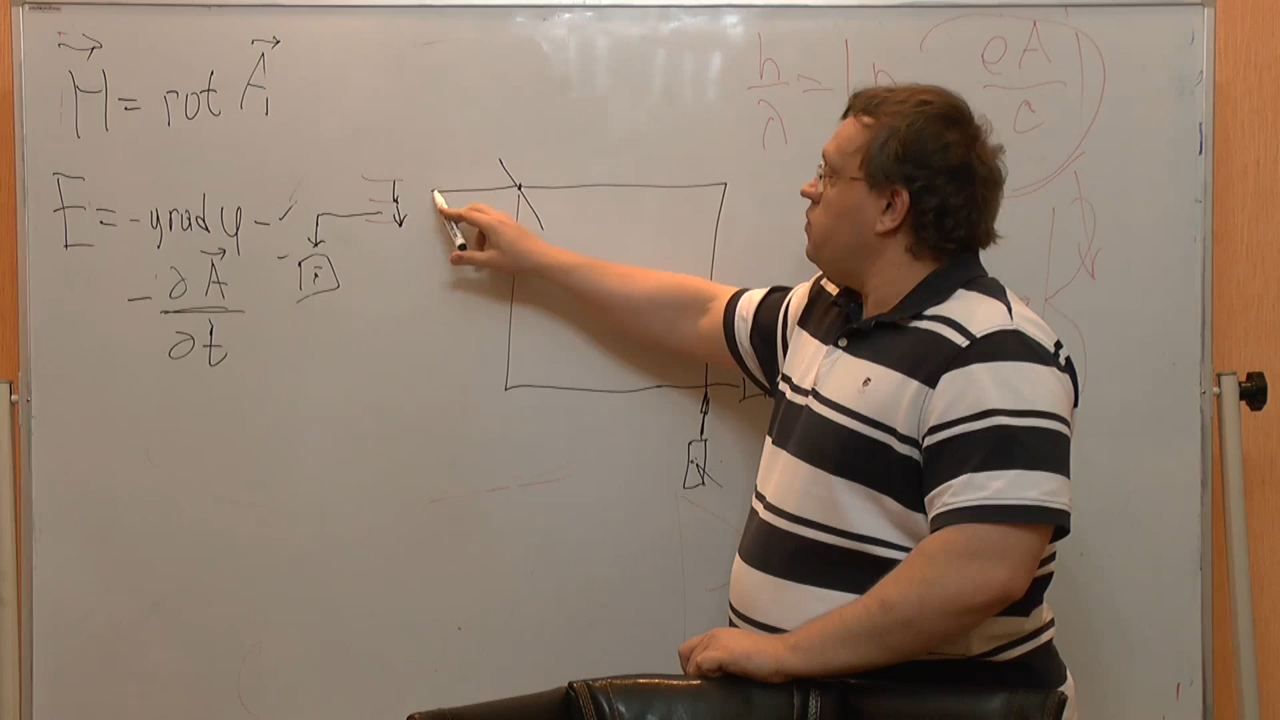 H = rot A
E = -grad φ -
- ∂A
∂t
h
λ
eA
c